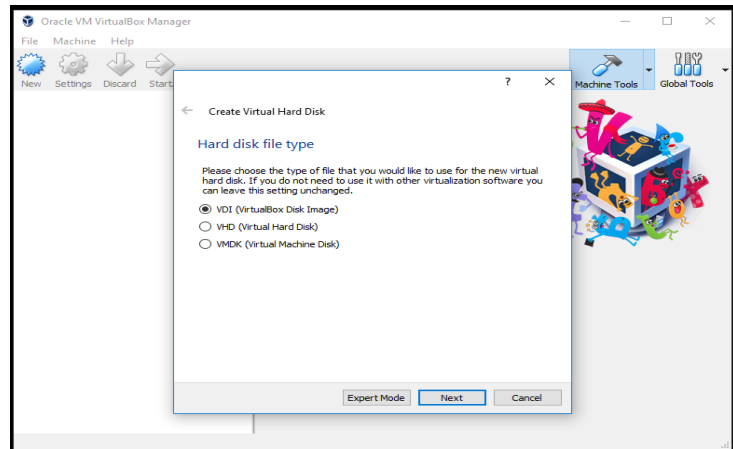 Oracle VM VirtualBox Manager
File Machine Help
New Settings Discard Start
Machine Tools Global Tools
? 
Create Virtual Hard Disk
Hard disk file type
Please choose the type of file that you would like to use for the new virtual
hard disk. If you do not need to use it with other virtualization software you
can leave this setting unchanged.
VDI (VirtualBox Disk Image)
VHD (Virtual Hard Disk)
VMDK (Virtual Machine Disk)
Expert Mode Next Cancel